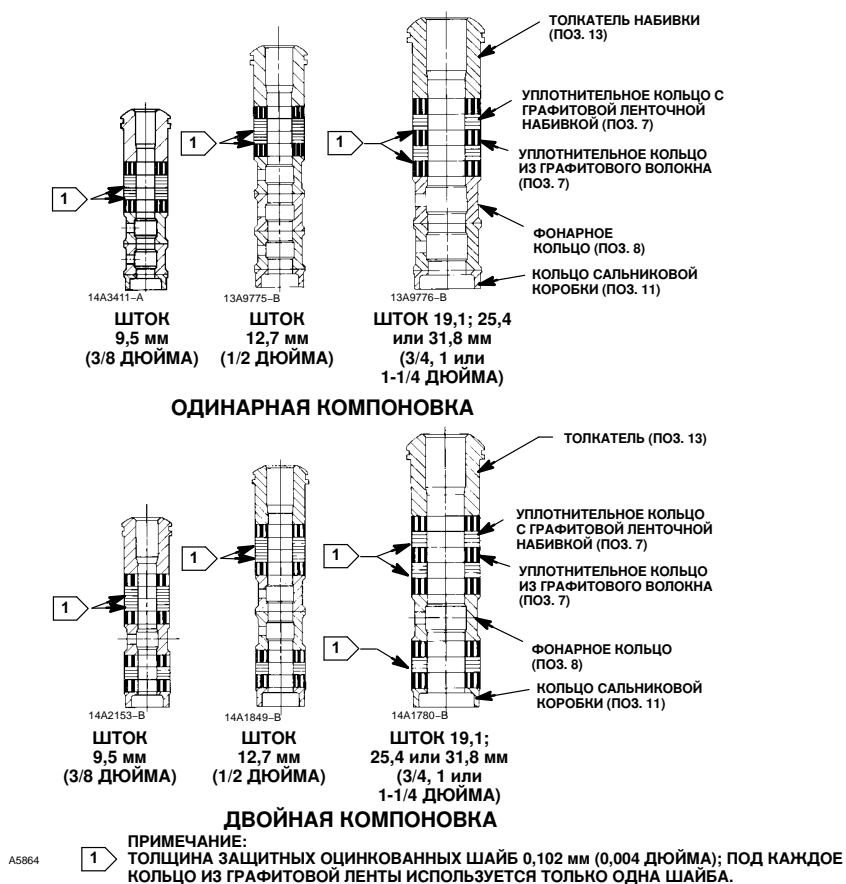 ТОЛКАТЕЛЬ НАБИВКИ
(ПОЗ. 13)
УПЛОТНИТЕЛЬНОЕ КОЛЬЦО С
ГРАФИТОВОЙ ЛЕНТОЧНОЙ
НАБИВКОЙ (ПОЗ. 7)
1
1
1
УПЛОТНИТЕЛЬНОЕ КОЛЬЦО
ИЗ ГРАФИТОВОГО ВОЛОКНА
(ПОЗ. 7)
ФОНАРНОЕ
КОЛЬЦО (ПОЗ. 8)
КОЛЬЦО САЛЬНИКОВОЙ
КОРОБКИ (ПОЗ. 11)
14A3411–A
13A9775–B
13A9776–B
ШТОК
9,5 мм
(3/8 ДЮЙМА)
ШТОК
12,7 мм
(1/2 ДЮЙМА)
ШТОК 19,1; 25,4
или 31,8 мм
(3/4, 1 или
1-1/4 ДЮЙМА)
ОДИНАРНАЯ КОМПОНОВКА
ТОЛКАТЕЛЬ (ПОЗ. 13)
УПЛОТНИТЕЛЬНОЕ КОЛЬЦО
С ГРАФИТОВОЙ ЛЕНТОЧНОЙ
НАБИВКОЙ (ПОЗ. 7)
1
1
1
1
УПЛОТНИТЕЛЬНОЕ КОЛЬЦО
ИЗ ГРАФИТОВОГО ВОЛОКНА
(ПОЗ. 7)
ФОНАРНОЕ КОЛЬЦО
(ПОЗ. 8)
КОЛЬЦО САЛЬНИКОВОЙ
КОРОБКИ (ПОЗ. 11)
14A2153–B
14A1849–B
14A1780–B
ШТОК
9,5 мм
(3/8 ДЮЙМА)
ШТОК
12,7 мм
(1/2 ДЮЙМА)
ШТОК 19,1;
25,4 или 31,8 мм
(3/4, 1 или
1-1/4 ДЮЙМА)
ДВОЙНАЯ КОМПОНОВКА
ПРИМЕЧАНИЕ:
A5864
1 ТОЛЩИНА ЗАЩИТНЫХ ОЦИНКОВАННЫХ ШАЙБ 0,102 мм (0,004 ДЮЙМА); ПОД КАЖДОЕ
КОЛЬЦО ИЗ ГРАФИТОВОЙ ЛЕНТЫ ИСПОЛЬЗУЕТСЯ ТОЛЬКО ОДНА ШАЙБА.